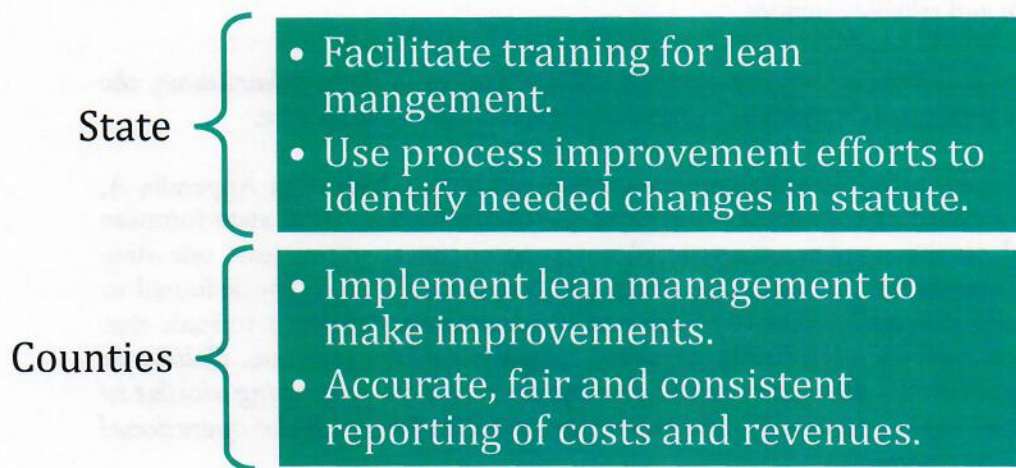 State
• Facilitate training for lean
mangement.
• Use process improvement efforts to
identify needed changes in statute.
Counties
• Implement lean management to
make improvements.
• Accurate, fair and consistent
reporting of costs and revenues.